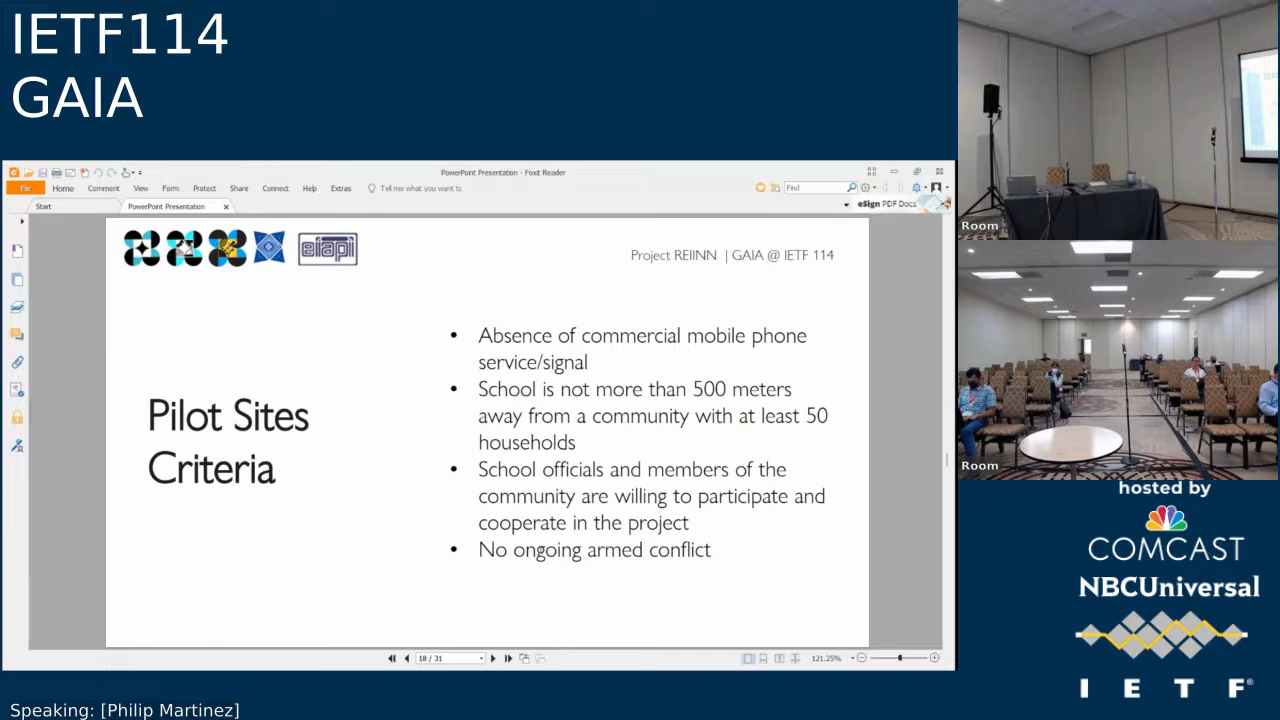 IETF114
GAIA
PowerPoint Presentation - Foxit Reader
File Home Comment View Form Protect Share Connect Help Extras Tell me what you want to
Find
Start PowerPoint Presentation
eSign PDF Docs
eiapi
Project REIINN | GAIA @ IETF 114
Pilot Sites
Criteria
• Absence of commercial mobile phone
service/signal
• School is not more than 500 meters
away from a community with at least 50
households
• School officials and members of the
community are willing to participate and
cooperate in the project
• No ongoing armed conflict
18 / 31
121.25%
Room
Room
hosted by
COMCAST
NBCUniversal
I E T F®
Speaking: [Philip Martinez]